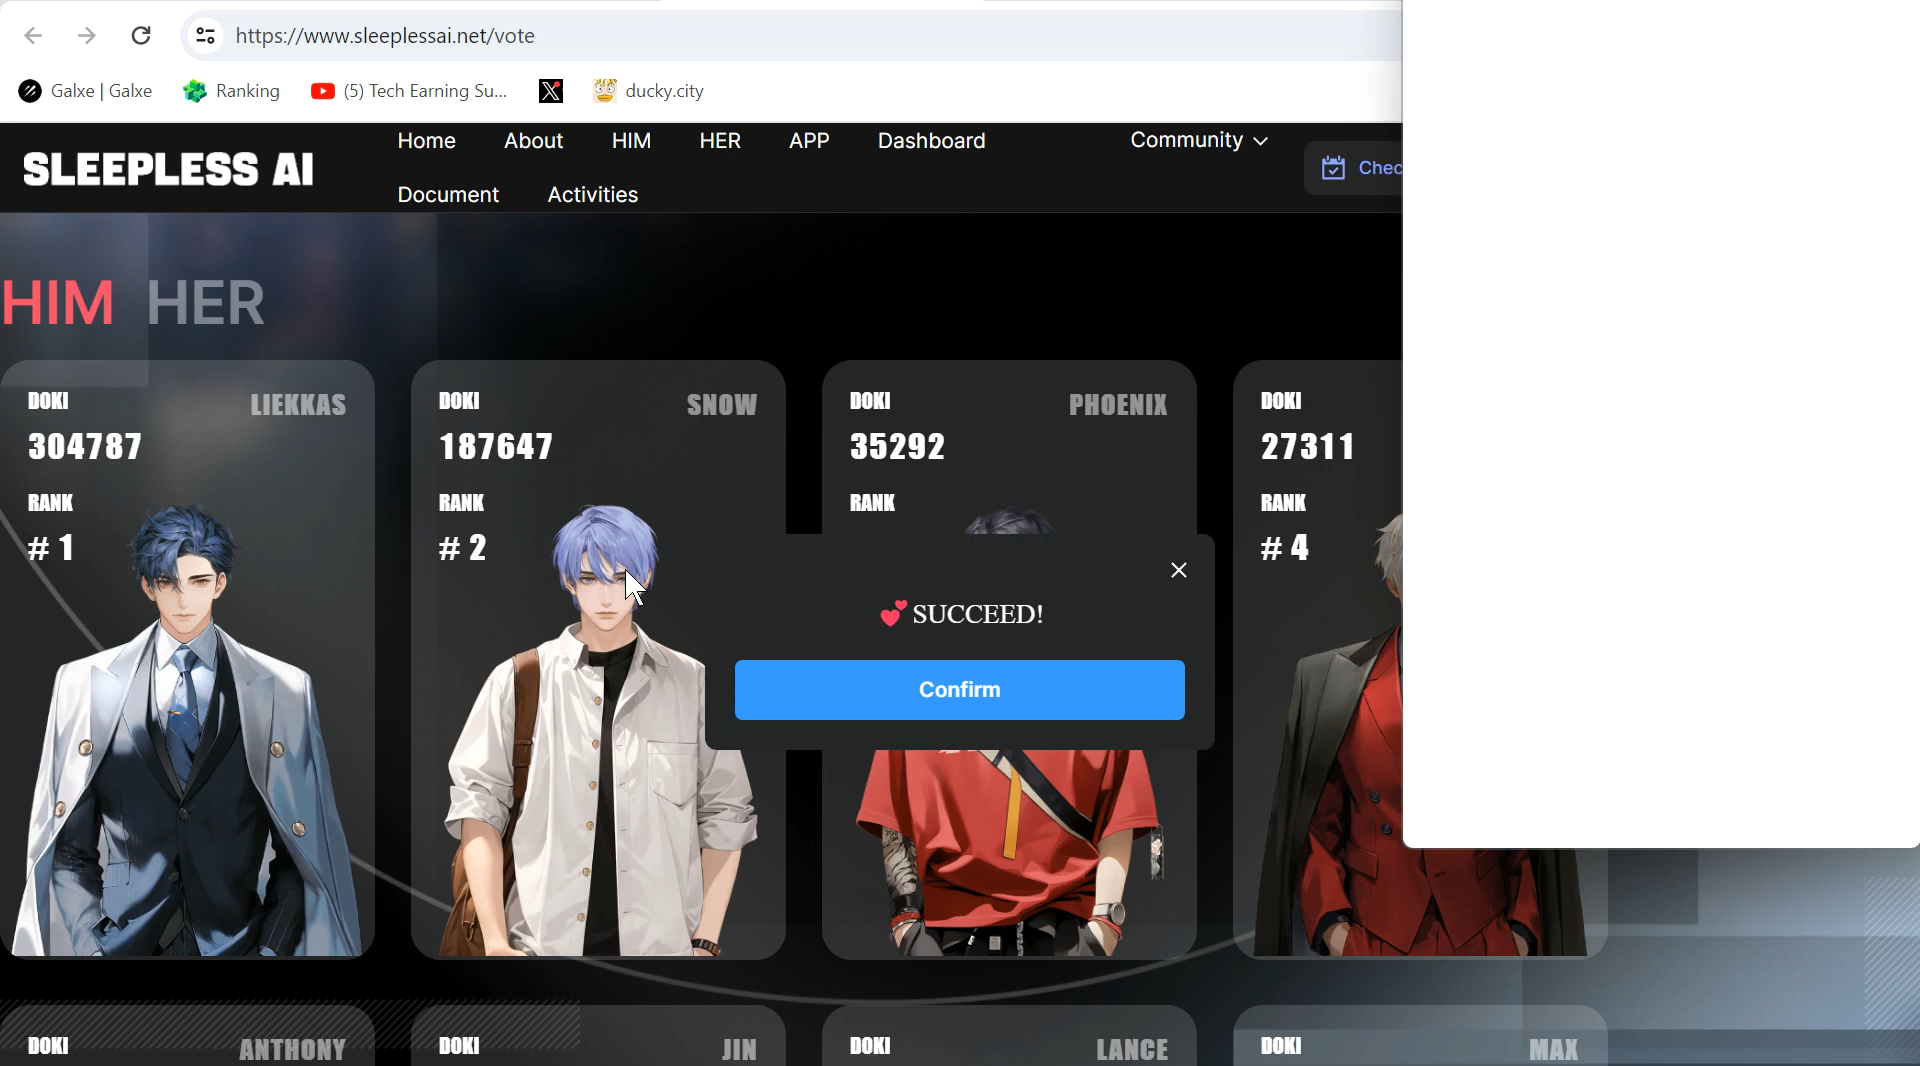 https://www.sleeplessai.net/vote
Galxe | Galxe
Ranking
(5) Tech Earning Su...
ducky.city
SLEEPLESS AI
Home
About
HIM
HER
APP
Dashboard
Community
Document
Activities
Chec
HIM HER
DOKI
LIEKKAS
304787
RANK
# 1
DOKI
SNOW
187647
RANK
# 2
DOKI
PHOENIX
35292
RANK
DOKI
27311
RANK
# 4
💕 SUCCEED!
Confirm
DOKI
ANTHONY
DOKI
JIN
DOKI
LANCE
DOKI
MAX